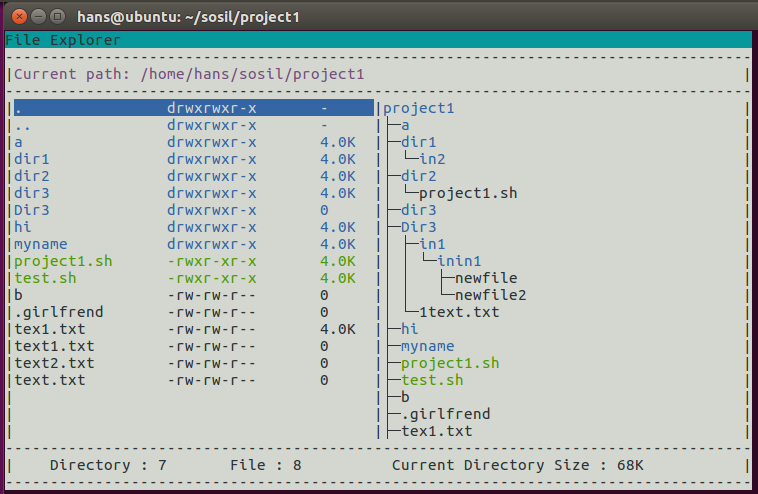 hans@ubuntu: ~/sosil/project1
File Explorer
Current path: /home/hans/sosil/project1
. drwxrwxr-x - project1
.. drwxrwxr-x - a
a drwxrwxr-x 4.0K dir1
dir1 drwxrwxr-x 4.0K in2
dir2 drwxrwxr-x 4.0K dir2
dir3 drwxrwxr-x 4.0K project1.sh
Dir3 drwxrwxr-x 0 dir3
hi drwxrwxr-x 4.0K Dir3
myname drwxrwxr-x 4.0K in1
project1.sh -rwxr-xr-x 4.0K inin1
test.sh -rwxr-xr-x 4.0K newfile
b -rw-rw-r-- 0 newfile2
.girlfrend -rw-rw-r-- 0 1text.txt
tex1.txt -rw-rw-r-- 4.0K hi
text1.txt -rw-rw-r-- 0 myname
text2.txt -rw-rw-r-- 0 project1.sh
text.txt -rw-rw-r-- 0 test.sh
b
.girlfrend
tex1.txt
Directory : 7 File : 8 Current Directory Size : 68K